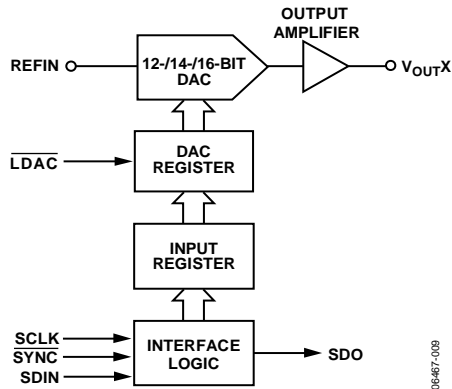 OUTPUT
AMPLIFIER
REFIN
12-/14-/16-BIT
DAC
VOUTX
LDAC
DAC
REGISTER
INPUT
REGISTER
SCLK
SYNC
SDIN
INTERFACE
LOGIC
SDO
06467-009